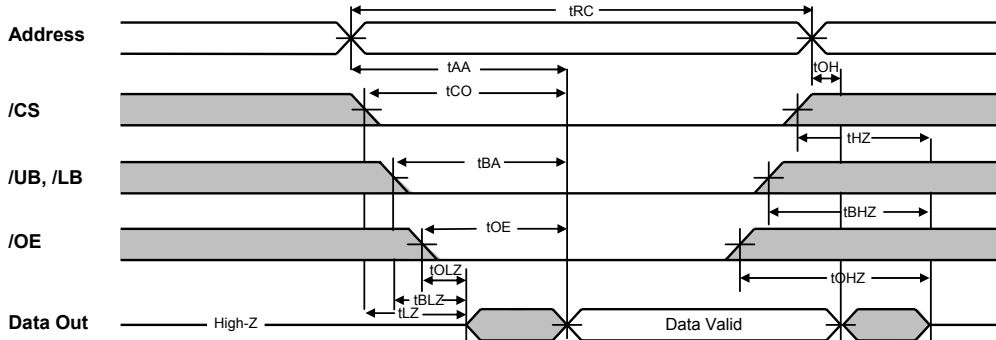 tRC
Address
tAA
tOH
tCO
/CS
tHZ
tBA
/UB, /LB
tBHZ
tOE
/OE
tOLZ
tOHZ
tBLZ
tLZ
Data Out
High-Z
Data Valid